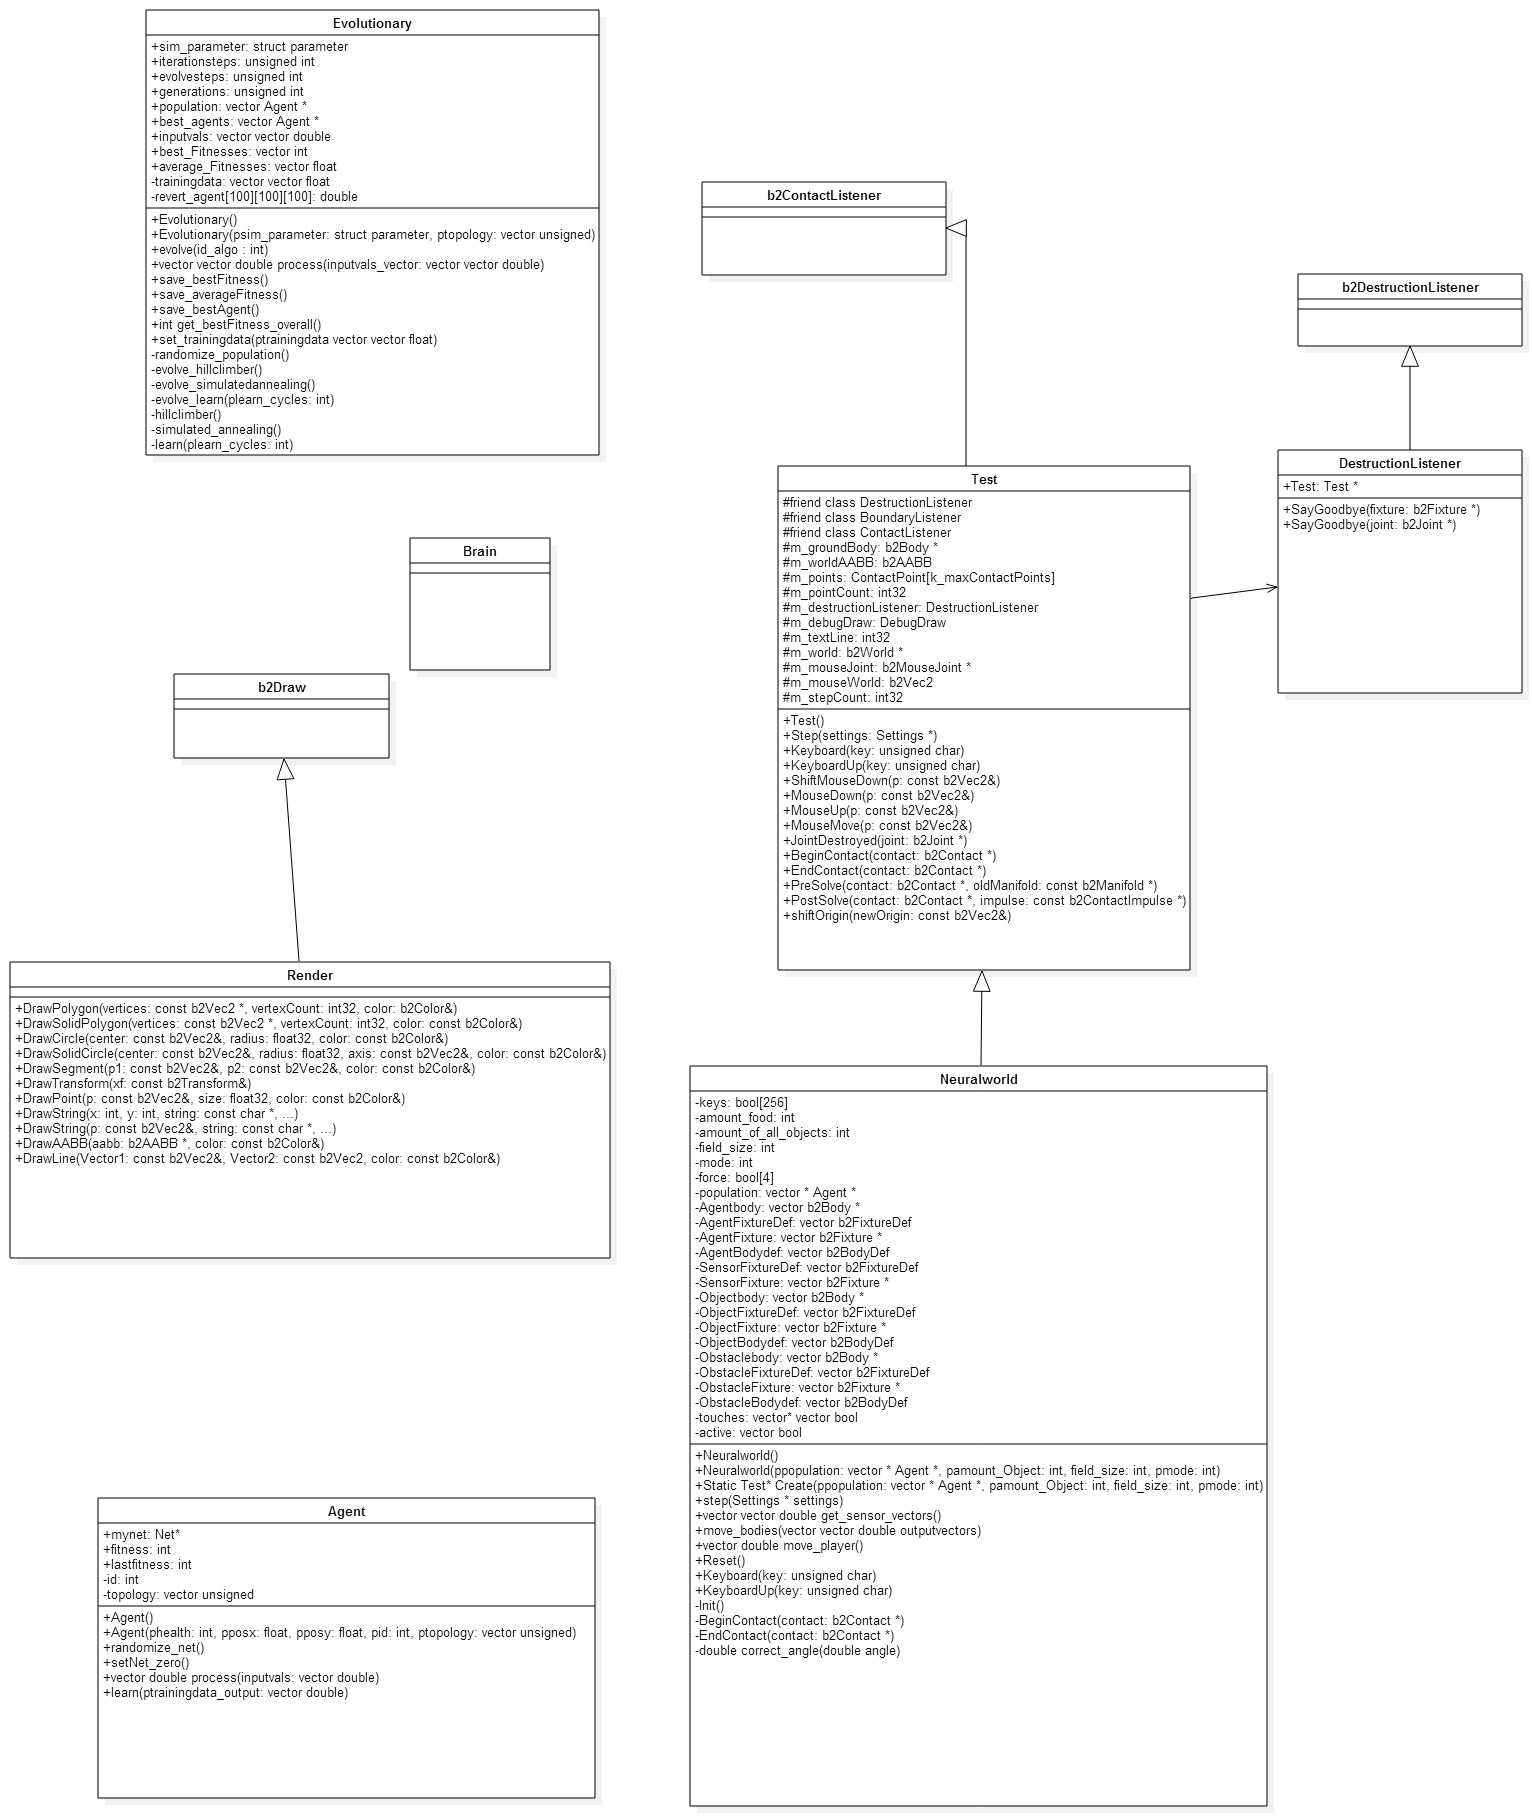 Evolutionary
+sim_parameter: struct parameter
+iterationsteps: unsigned int
+evolvesteps: unsigned int
+generations: unsigned int
+population: vector Agent *
+best_agents: vector Agent *
+inputvals: vector vector double
+best_Fitnesses: vector int
+average_Fitnesses: vector float
-trainingdata: vector vector float
-revert_agent[100][100][100]: double
+Evolutionary()
+Evolutionary(psim_parameter: struct parameter, ptopology: vector unsigned)
+evolve(id_algo : int)
+vector vector double process(inputvals_vector: vector vector double)
+save_bestFitness()
+save_averageFitness()
+save_bestAgent()
+int get_bestFitness_overall()
+set_trainingdata(ptrainingdata vector vector float)
-randomize_population()
-evolve_hillclimber()
-evolve_simulatedannealing()
-evolve_learn(plearn_cycles: int)
-hillclimber()
-simulated_annealing()
-learn(plearn_cycles: int)
b2ContactListener
b2DestructionListener
Test
#friend class DestructionListener
#friend class BoundaryListener
#friend class ContactListener
#m_groundBody: b2Body *
#m_worldAABB: b2AABB
#m_points: ContactPoint[k_maxContactPoints]
#m_pointCount: int32
#m_destructionListener: DestructionListener
#m_debugDraw: DebugDraw
#m_textLine: int32
#m_world: b2World *
#m_mouseJoint: b2MouseJoint *
#m_mouseWorld: b2Vec2
#m_stepCount: int32
+Test()
+Step(settings: Settings *)
+Keyboard(key: unsigned char)
+KeyboardUp(key: unsigned char)
+ShiftMouseDown(p: const b2Vec2&)
+MouseDown(p: const b2Vec2&)
+MouseUp(p: const b2Vec2&)
+MouseMove(p: const b2Vec2&)
+JointDestroyed(joint: b2Joint *)
+BeginContact(contact: b2Contact *)
+EndContact(contact: b2Contact *)
+PreSolve(contact: b2Contact *, oldManifold: const b2Manifold *)
+PostSolve(contact: b2Contact *, impulse: const b2ContactImpulse *)
+shiftOrigin(newOrigin: const b2Vec2&)
DestructionListener
+Test: Test *
+SayGoodbye(fixture: b2Fixture *)
+SayGoodbye(joint: b2Joint *)
Brain
b2Draw
Render
+DrawPolygon(vertices: const b2Vec2 *, vertexCount: int32, color: b2Color&)
+DrawSolidPolygon(vertices: const b2Vec2 *, vertexCount: int32, color: const b2Color&)
+DrawCircle(center: const b2Vec2&, radius: float32, color: const b2Color&)
+DrawSolidCircle(center: const b2Vec2&, radius: float32, axis: const b2Vec2&, color: const b2Color&)
+DrawSegment(p1: const b2Vec2&, p2: const b2Vec2&, color: const b2Color&)
+DrawTransform(xf: const b2Transform&)
+DrawPoint(p: const b2Vec2&, size: float32, color: const b2Color&)
+DrawString(x: int, y: int, string: const char *, ...)
+DrawString(p: const b2Vec2&, string: const char *, ...)
+DrawAABB(aabb: b2AABB *, color: const b2Color&)
+DrawLine(Vector1: const b2Vec2&, Vector2: const b2Vec2, color: const b2Color&)
Neuralworld
-keys: bool[256]
-amount_food: int
-amount_of_all_objects: int
-field_size: int
-mode: int
-force: bool[4]
-population: vector * Agent *
-Agentbody: vector b2Body *
-AgentFixtureDef: vector b2FixtureDef
-AgentFixture: vector b2Fixture *
-AgentBodydef: vector b2BodyDef
-SensorFixtureDef: vector b2FixtureDef
-SensorFixture: vector b2Fixture *
-Objectbody: vector b2Body *
-ObjectFixtureDef: vector b2FixtureDef
-ObjectFixture: vector b2Fixture *
-ObjectBodydef: vector b2BodyDef
-Obstaclebody: vector b2Body *
-ObstacleFixtureDef: vector b2FixtureDef
-ObstacleFixture: vector b2Fixture *
-ObstacleBodydef: vector b2BodyDef
-touches: vector* vector bool
-active: vector bool
+Neuralworld()
+Neuralworld(ppopulation: vector * Agent *, pamount_Object: int, field_size: int, pmode: int)
+Static Test* Create(ppopulation: vector * Agent *, pamount_Object: int, field_size: int, pmode: int)
+step(Settings * settings)
+vector vector double get_sensor_vectors()
+move_bodies(vector vector double outputvectors)
+vector double move_player()
+Reset()
+Keyboard(key: unsigned char)
+KeyboardUp(key: unsigned char)
-Init()
-BeginContact(contact: b2Contact *)
-EndContact(contact: b2Contact *)
-double correct_angle(double angle)
Agent
+mynet: Net*
+fitness: int
+lastfitness: int
-id: int
-topology: vector unsigned
+Agent()
+Agent(phealth: int, pposx: float, pposy: float, pid: int, ptopology: vector unsigned)
+randomize_net()
+setNet_zero()
+vector double process(inputvals: vector double)
+learn(ptrainingdata_output: vector double)